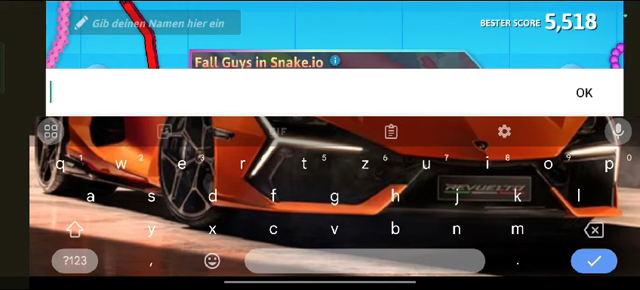 Gib deinen Namen hier ein
BESTER SCORE 5,518
Fall Guys in Snake.io
OK
GIF
q 1 w 2 e 3 r 4 t 5 z 6 u 7 i 8 o 9 p 0
a s d f g h j k l
REVUELTO
y x c v b n m
?123 , .